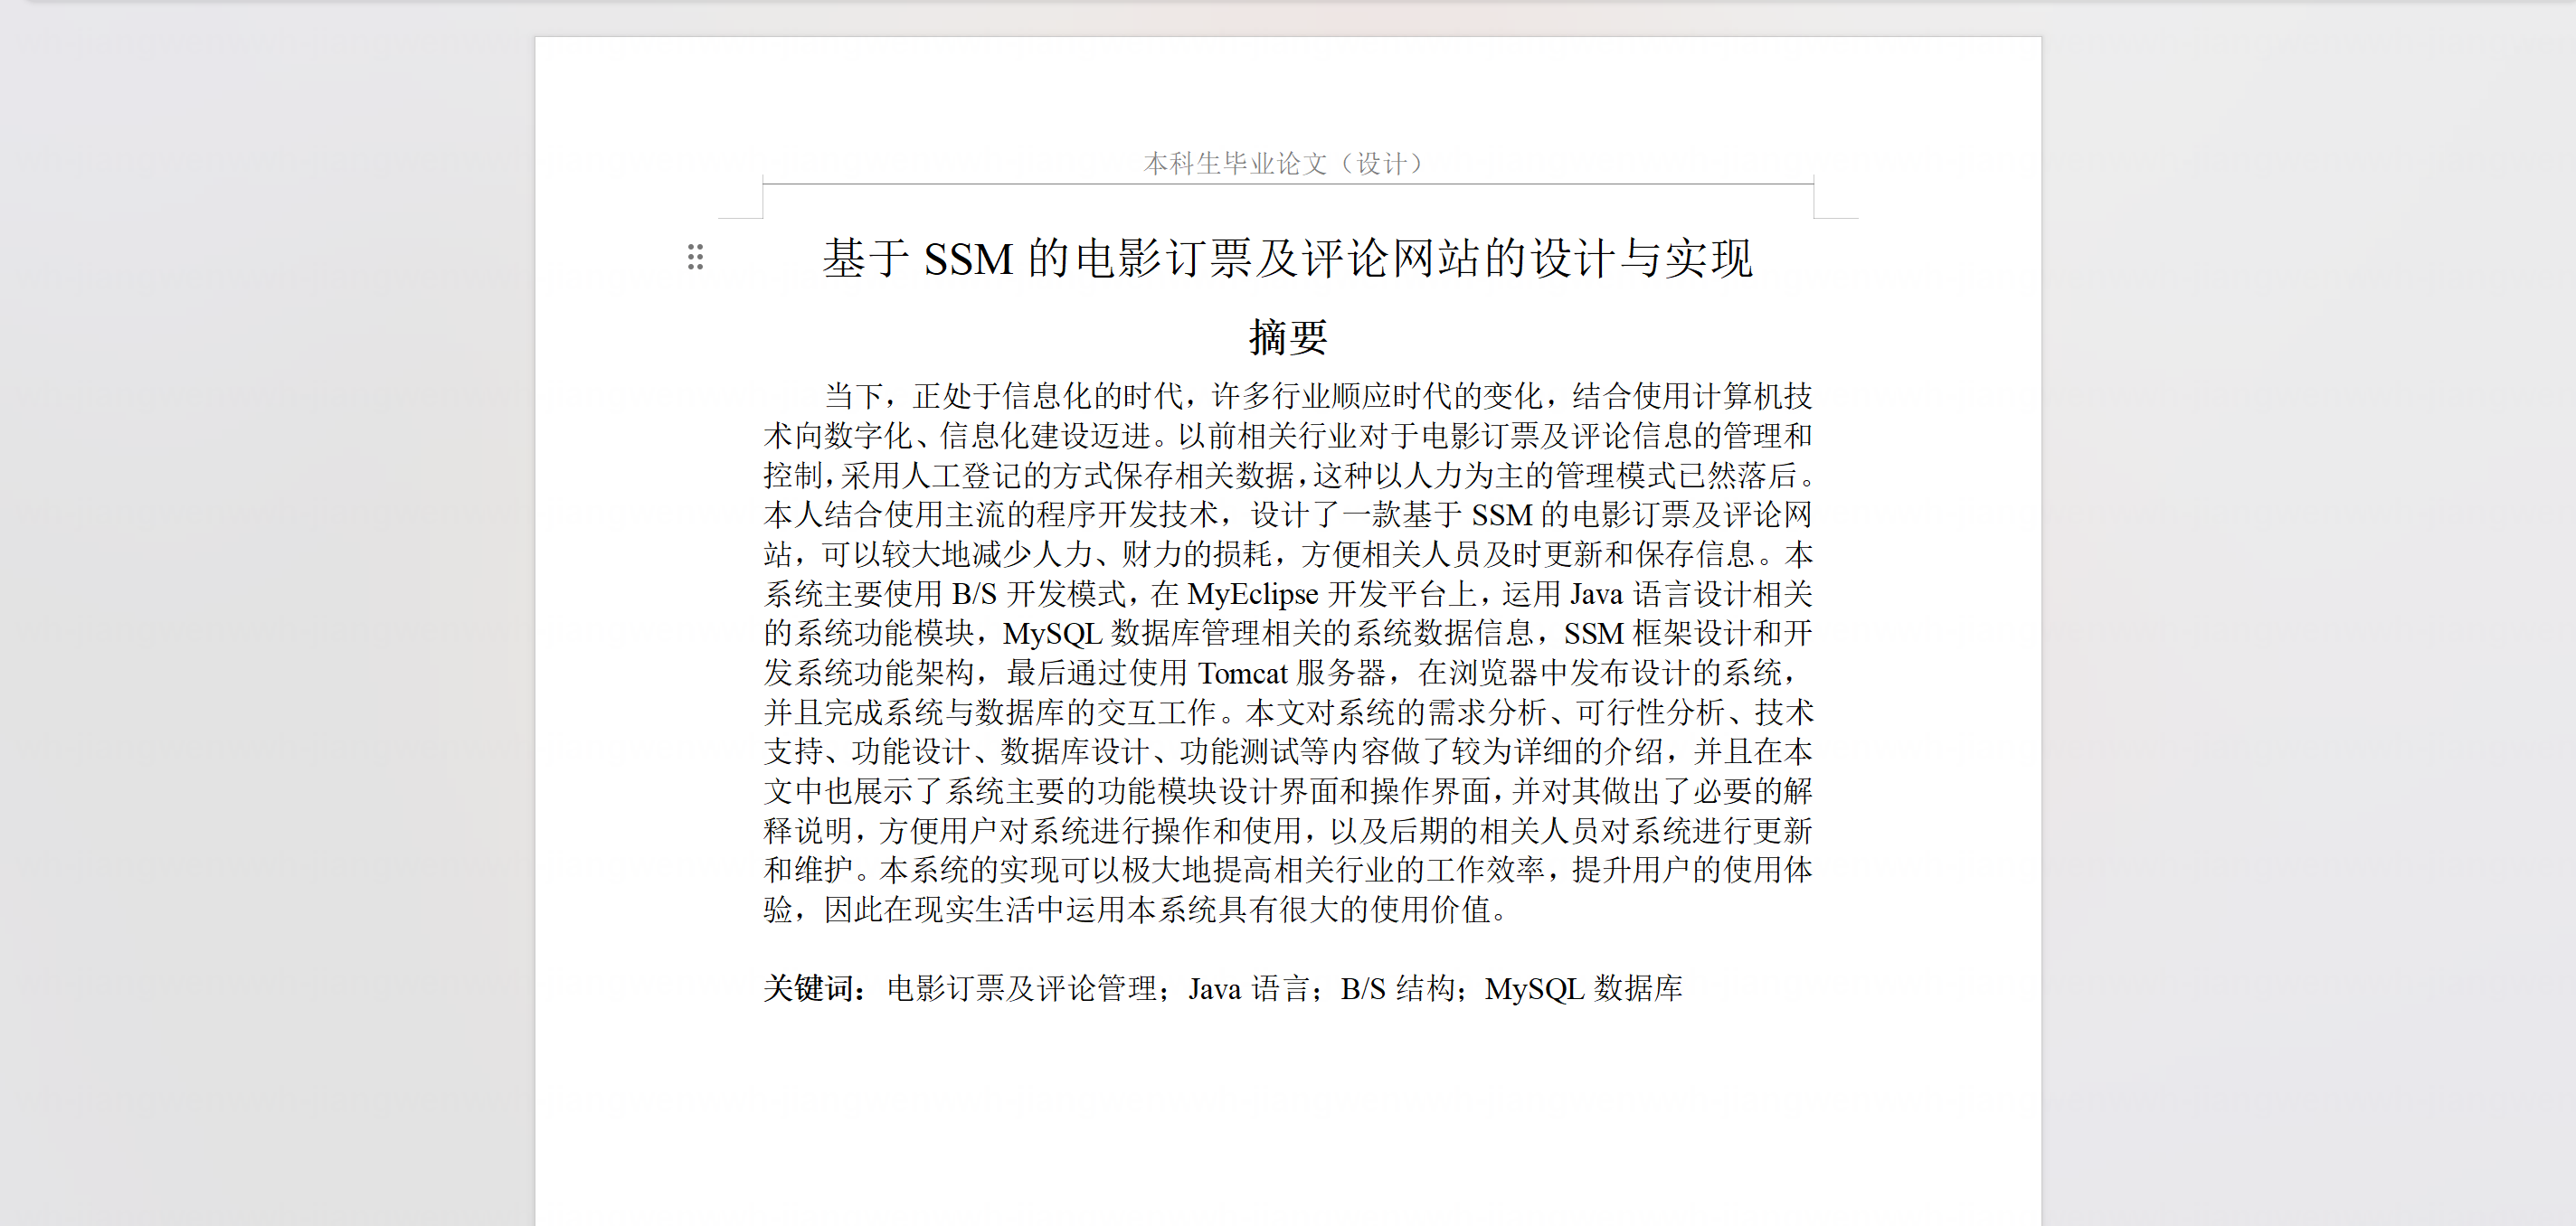 本科生毕业论文（设计）
基于 SSM 的电影订票及评论网站的设计与实现
摘要
当下，正处于信息化的时代，许多行业顺应时代的变化，结合使用计算机技
术向数字化、信息化建设迈进。以前相关行业对于电影订票及评论信息的管理和
控制，采用人工登记的方式保存相关数据，这种以人力为主的管理模式已然落后。
本人结合使用主流的程序开发技术，设计了一款基于 SSM 的电影订票及评论网
站，可以较大地减少人力、财力的损耗，方便相关人员及时更新和保存信息。本
系统主要使用 B/S 开发模式，在 MyEclipse 开发平台上，运用 Java 语言设计相关
的系统功能模块，MySQL 数据库管理相关的系统数据信息，SSM 框架设计和开
发系统功能架构，最后通过使用 Tomcat 服务器，在浏览器中发布设计的系统，
并且完成系统与数据库的交互工作。本文对系统的需求分析、可行性分析、技术
支持、功能设计、数据库设计、功能测试等内容做了较为详细的介绍，并且在本
文中也展示了系统主要的功能模块设计界面和操作界面，并对其做出了必要的解
释说明，方便用户对系统进行操作和使用，以及后期的相关人员对系统进行更新
和维护。本系统的实现可以极大地提高相关行业的工作效率，提升用户的使用体
验，因此在现实生活中运用本系统具有很大的使用价值。
关键词：电影订票及评论管理；Java 语言；B/S 结构；MySQL 数据库